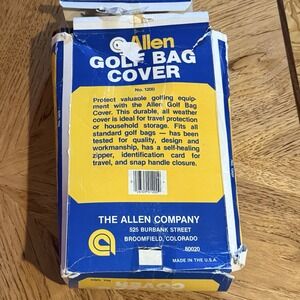 Allen
GOLF BAG
COVER
No. 1200
Protect valuable golfing equip-
ment with the Allen Golf Bag
Cover. This durable, all weather
cover is ideal for travel protection
or household storage. Fits all
standard golf bags — has been
tested for quality, design and
workmanship, has a self-healing
zipper, identification card for
travel, and snap handle closure.
THE ALLEN COMPANY
525 BURBANK STREET
BROOMFIELD, COLORADO
80020
MADE IN THE U.S.A.
COVER